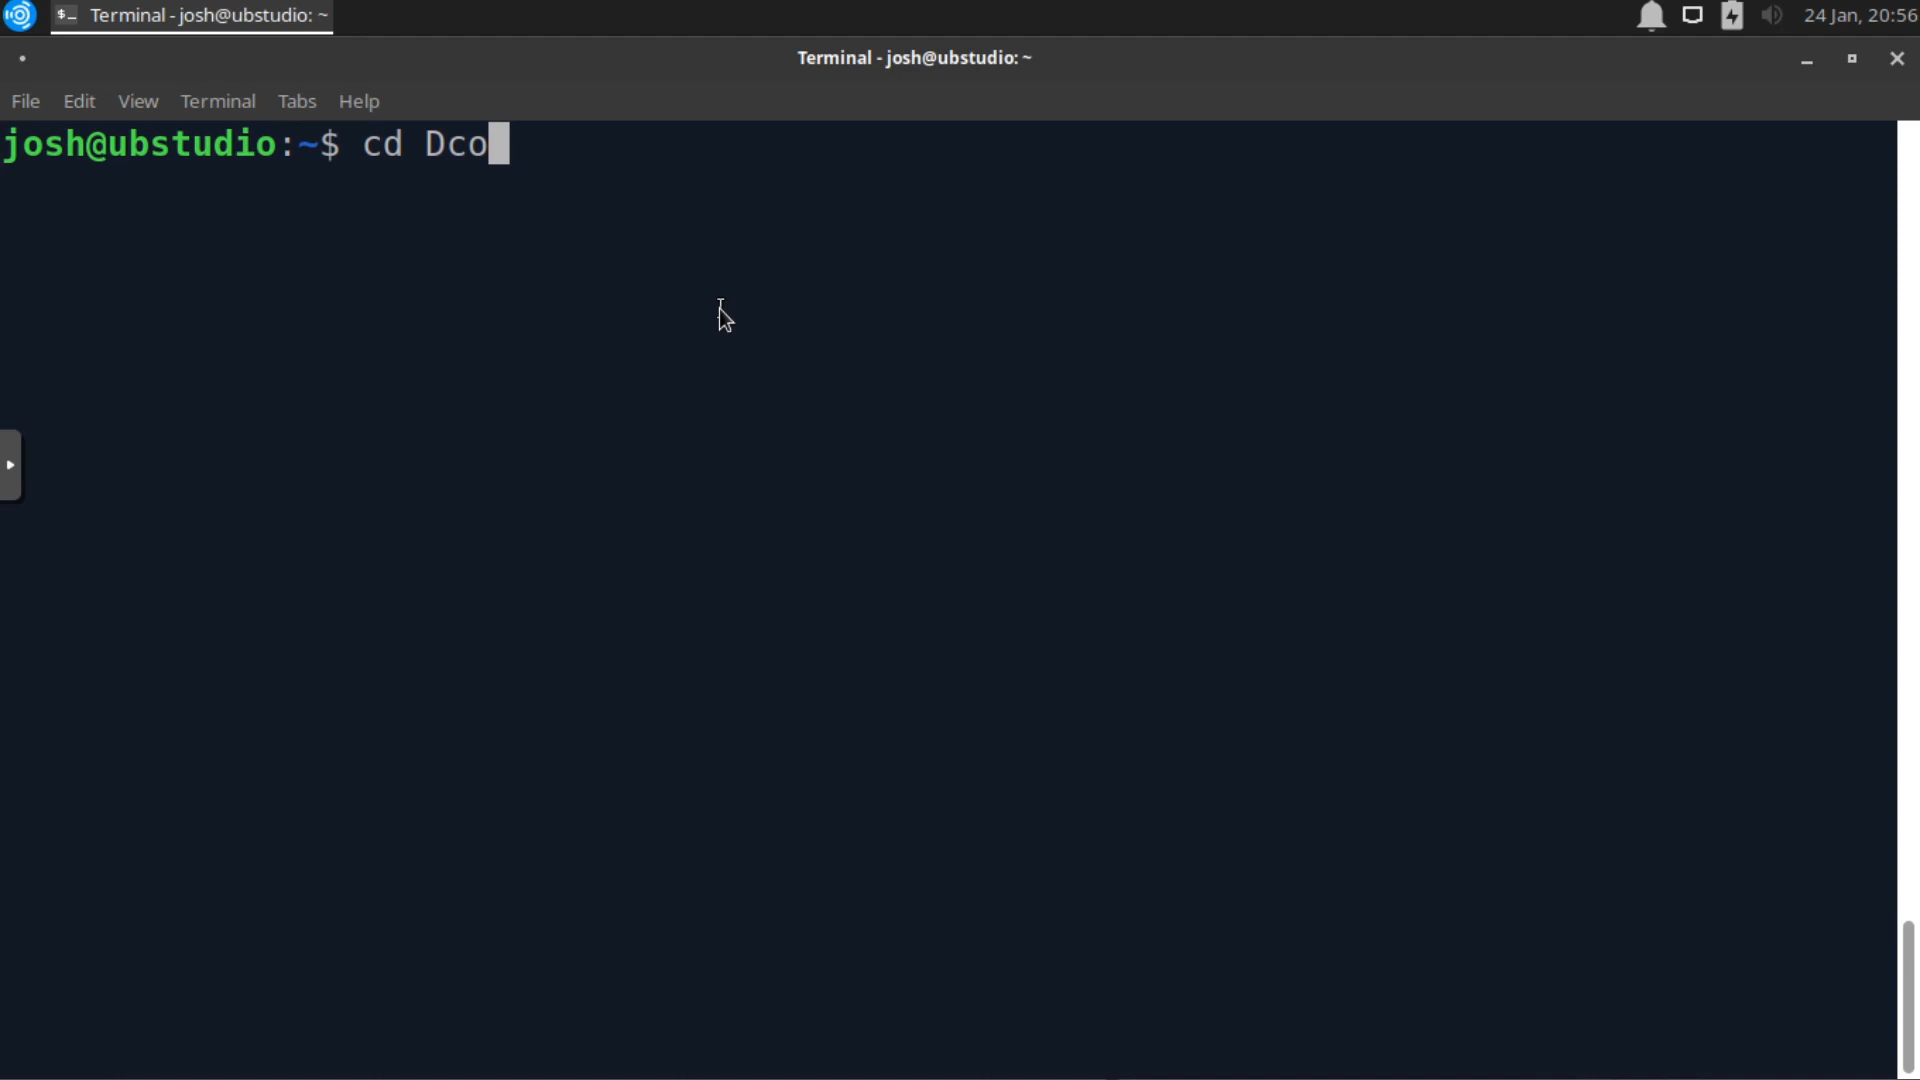 $_ Terminal - josh@ubstudio: ~
24 Jan, 20:56
Terminal - josh@ubstudio: ~
File Edit View Terminal Tabs Help
josh@ubstudio:~$ cd Dco